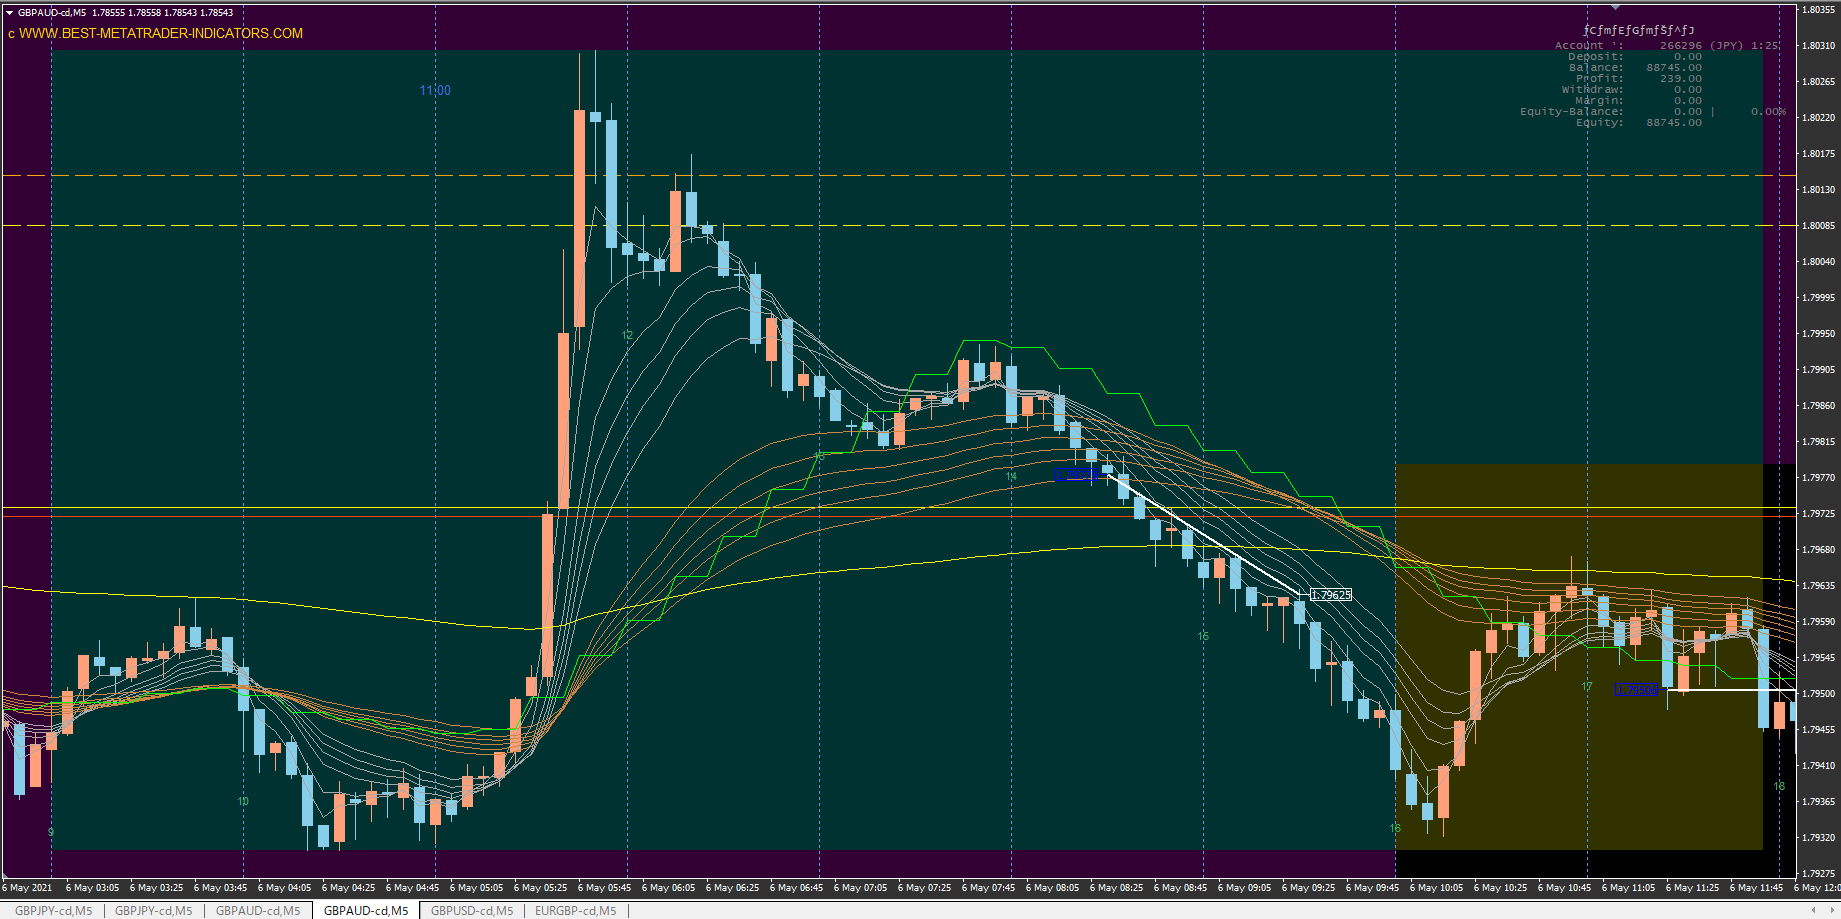 GBPAUD-cd,M5 1.78555 1.78558 1.78543 1.78543
c WWW.BEST-METATRADER-INDICATORS.COM
ƒCƒmƒEƒGƒmƒŠƒ^ƒJ
Account ': 266296 (JPY) 1:25
Deposit: 0.00
Balance: 88745.00
Profit: 239.00
Withdraw: 0.00
Margin: 0.00
Equity-Balance: 0.00 | 0.00%
Equity: 88745.00
11:00
12
13
14
15
1.79625
16
17
18
9
10
1.80355
1.80310
1.80265
1.80220
1.80175
1.80130
1.80085
1.80040
1.79995
1.79950
1.79905
1.79860
1.79815
1.79770
1.79725
1.79680
1.79635
1.79590
1.79545
1.79500
1.79455
1.79410
1.79365
1.79320
1.79275
6 May 2021 6 May 03:05 6 May 03:25 6 May 03:45 6 May 04:05 6 May 04:25 6 May 04:45 6 May 05:05 6 May 05:25 6 May 05:45 6 May 06:05 6 May 06:25 6 May 06:45 6 May 07:05 6 May 07:25 6 May 07:45 6 May 08:05 6 May 08:25 6 May 08:45 6 May 09:05 6 May 09:25 6 May 09:45 6 May 10:05 6 May 10:25 6 May 10:45 6 May 11:05 6 May 11:25 6 May 11:45 6 May 12:0
GBPJPY-cd,M5 GBPJPY-cd,M5 GBPAUD-cd,M5 GBPAUD-cd,M5 GBPUSD-cd,M5 EURGBP-cd,M5